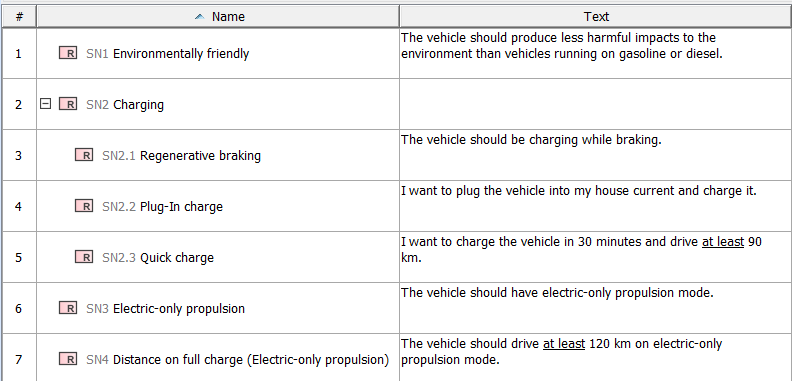 # Name Text
1 R SN1 Environmentally friendly The vehicle should produce less harmful impacts to the
environment than vehicles running on gasoline or diesel.
2 R SN2 Charging
3 R SN2.1 Regenerative braking The vehicle should be charging while braking.
4 R SN2.2 Plug-In charge I want to plug the vehicle into my house current and charge it.
5 R SN2.3 Quick charge I want to charge the vehicle in 30 minutes and drive at least 90
km.
6 R SN3 Electric-only propulsion The vehicle should have electric-only propulsion mode.
7 R SN4 Distance on full charge (Electric-only propulsion) The vehicle should drive at least 120 km on electric-only
propulsion mode.